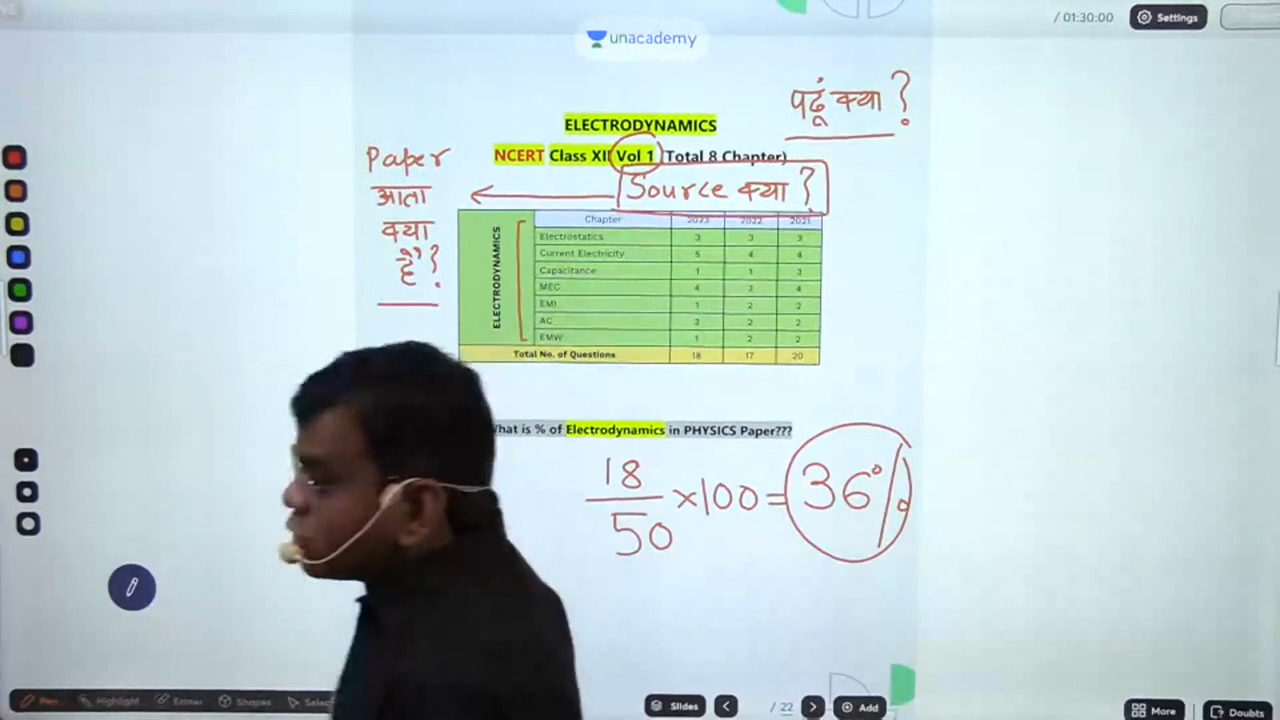 / 01:30:00 Settings
unacademy
पढूं क्या ?
ELECTRODYNAMICS
NCERT Class XII Vol 1 (Total 8 Chapter)
Paper
आता
क्या
है ?
Source क्या ?
ELECTRODYNAMICS
Chapter 2023 2022 2021
Electrostatics 3 3 3
Current Electricity 5 4 4
Capacitance 1 1 3
MEC 4 3 4
EMI 1 2 2
AC 3 2 2
EMW 1 2 2
Total No. of Questions 18 17 20
What is % of Electrodynamics in PHYSICS Paper???
18/50 ×100 = 36%
Pen Highlight Eraser Shapes Select
Slides / 22 Add
More Doubts